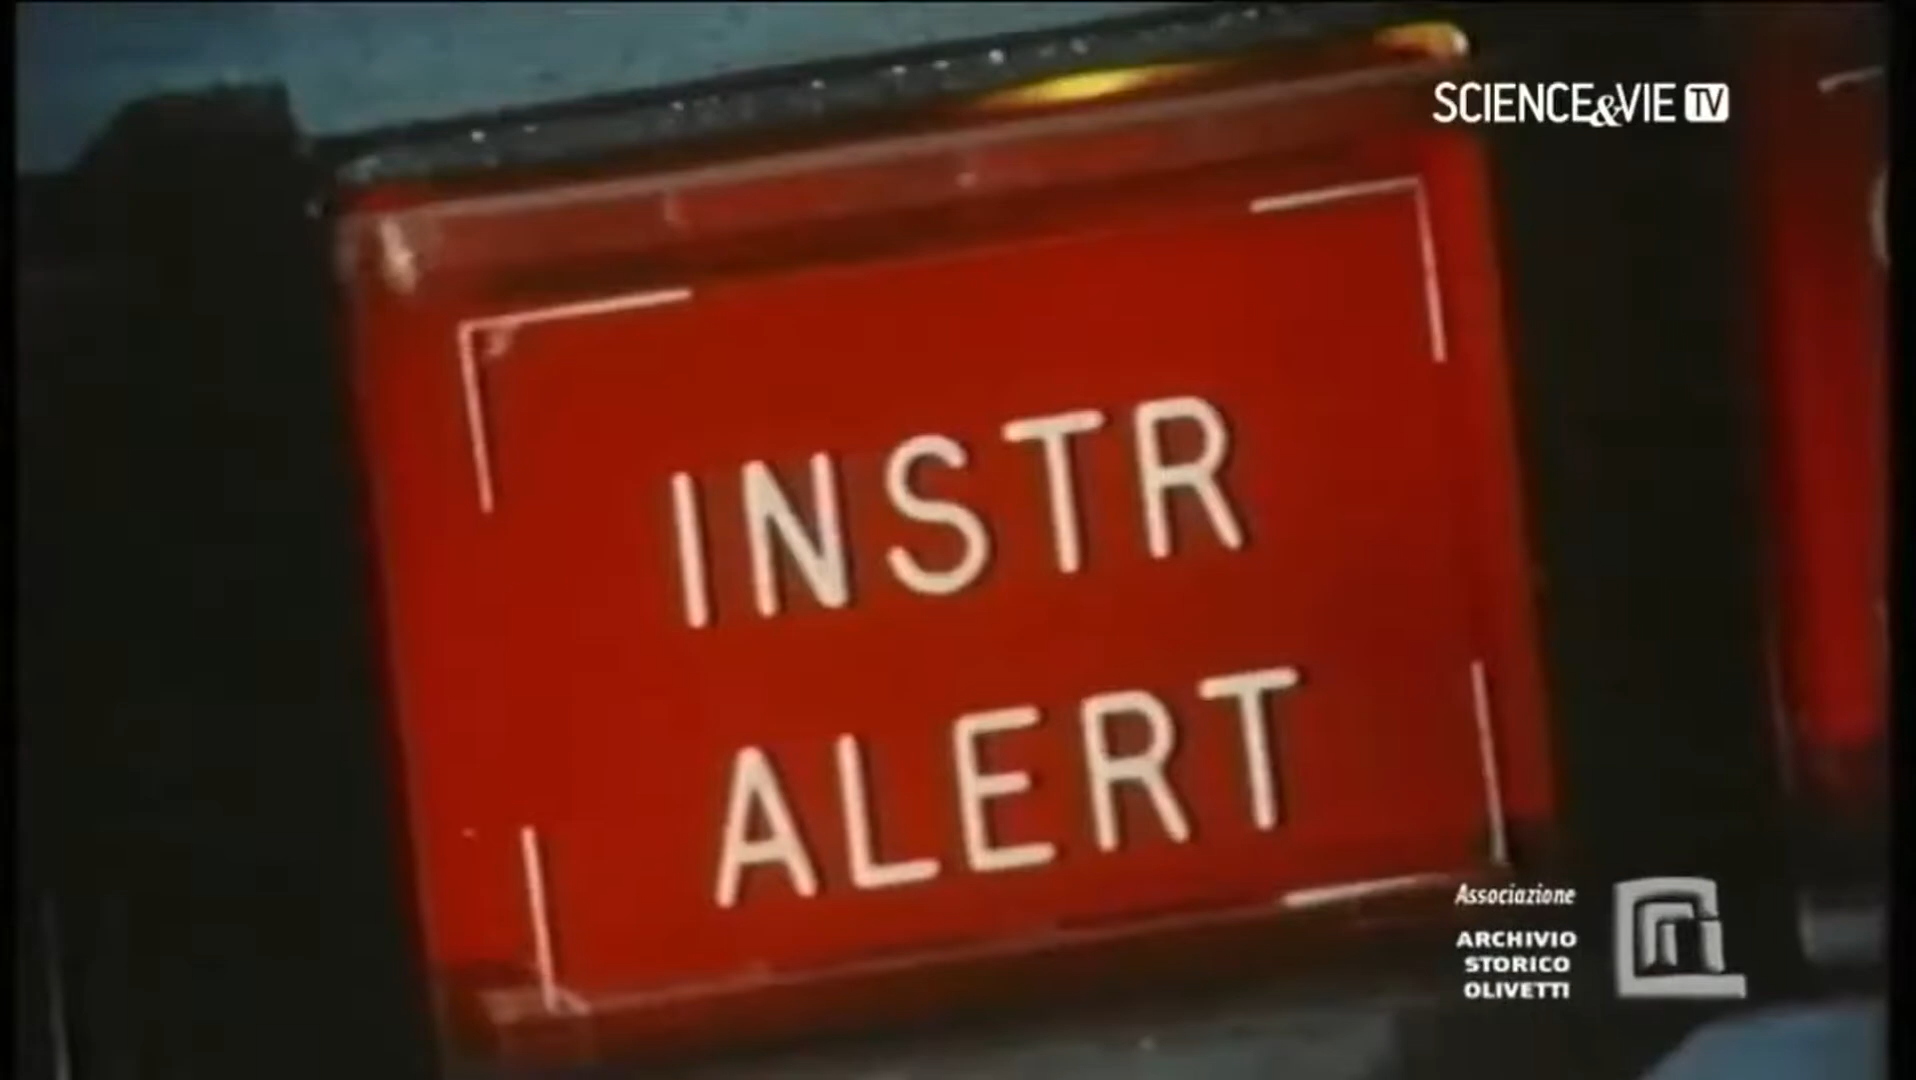 SCIENCE&VIE TV
INSTR
ALERT
Associazione
ARCHIVIO
STORICO
OLIVETTI